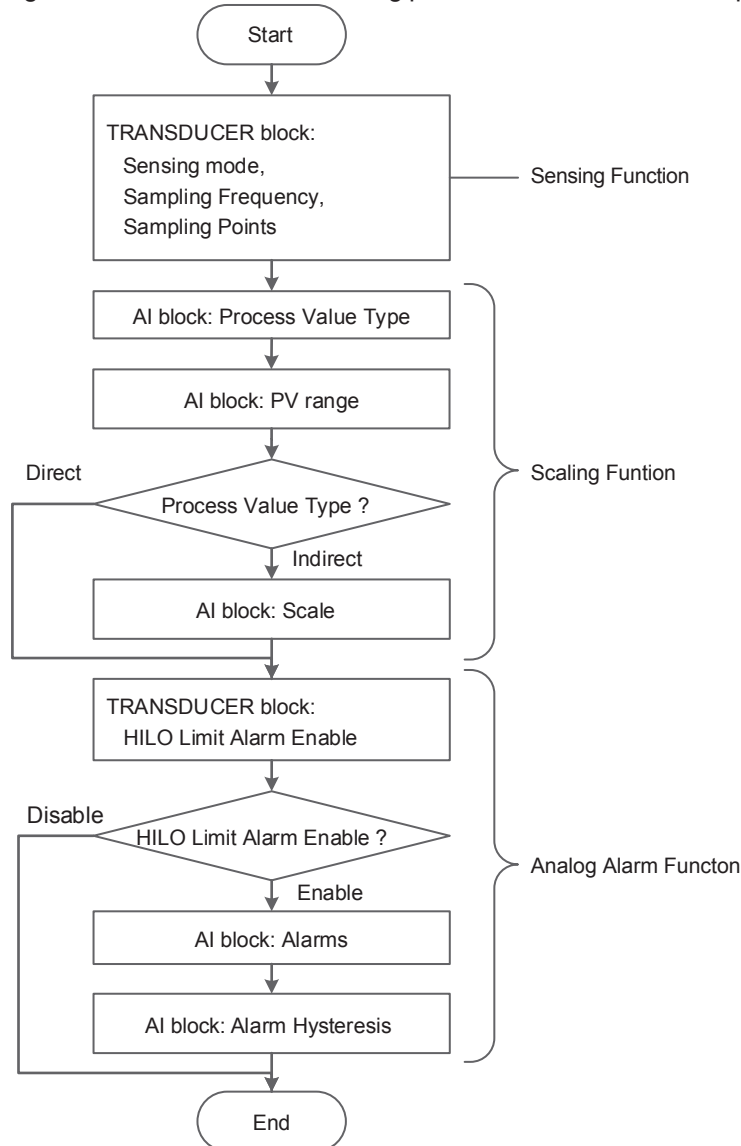 Start
TRANSDUCER block:
Sensing mode,
Sampling Frequency,
Sampling Points
Sensing Function
AI block: Process Value Type
AI block: PV range
Direct
Process Value Type ?
Scaling Funtion
Indirect
AI block: Scale
TRANSDUCER block:
HILO Limit Alarm Enable
Disable
HILO Limit Alarm Enable ?
Analog Alarm Functon
Enable
AI block: Alarms
AI block: Alarm Hysteresis
End